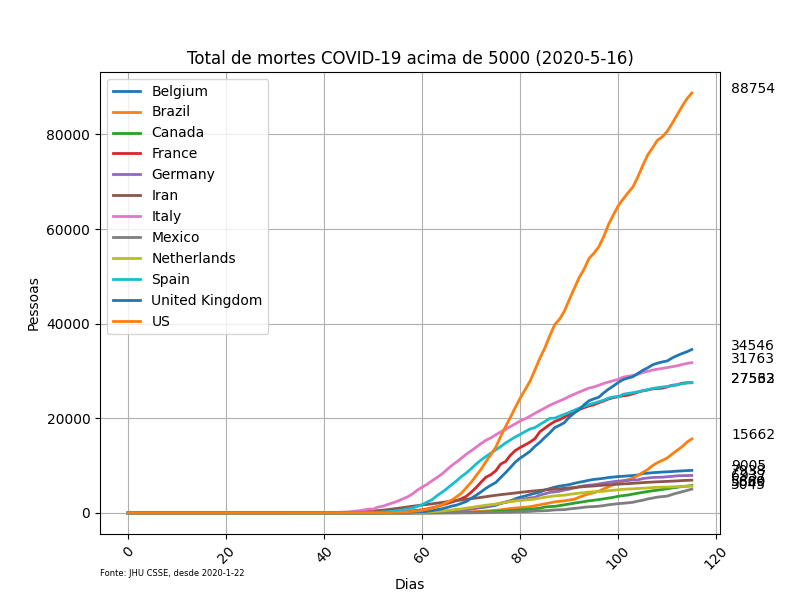 Total de mortes COVID-19 acima de 5000 (2020-5-16)
Belgium
Brazil
Canada
France
Germany
Iran
Italy
Mexico
Netherlands
Spain
United Kingdom
US
Pessoas
80000
60000
40000
20000
0
88754
34546
31763
15662
9005
5045
0
20
40
60
80
100
120
Dias
Fonte: JHU CSSE, desde 2020-1-22